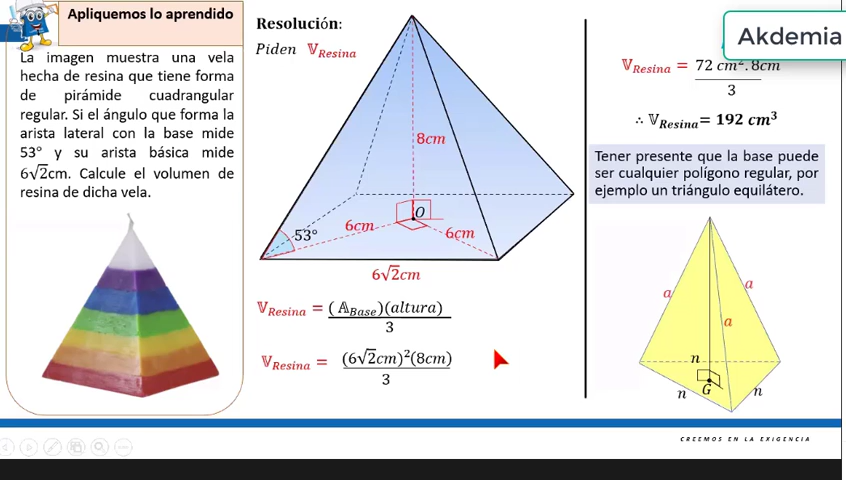 Apliquemos lo aprendido
La imagen muestra una vela
hecha de resina que tiene forma
de pirámide cuadrangular
regular. Si el ángulo que forma la
arista lateral con la base mide
53° y su arista básica mide
6√2cm. Calcule el volumen de
resina de dicha vela.
Resolución:
Piden 𝕍Resina
8cm
O
53°
6cm
6cm
6√2cm
𝕍Resina = (𝔸Base)(altura)
3
𝕍Resina = (6√2cm)²(8cm)
3
Akdemia
𝕍Resina = 72 cm².8cm
3
∴ 𝕍Resina= 192 cm³
Tener presente que la base puede
ser cualquier polígono regular, por
ejemplo un triángulo equilátero.
a
a
a
n
G
n
n
CREEMOS EN LA EXIGENCIA